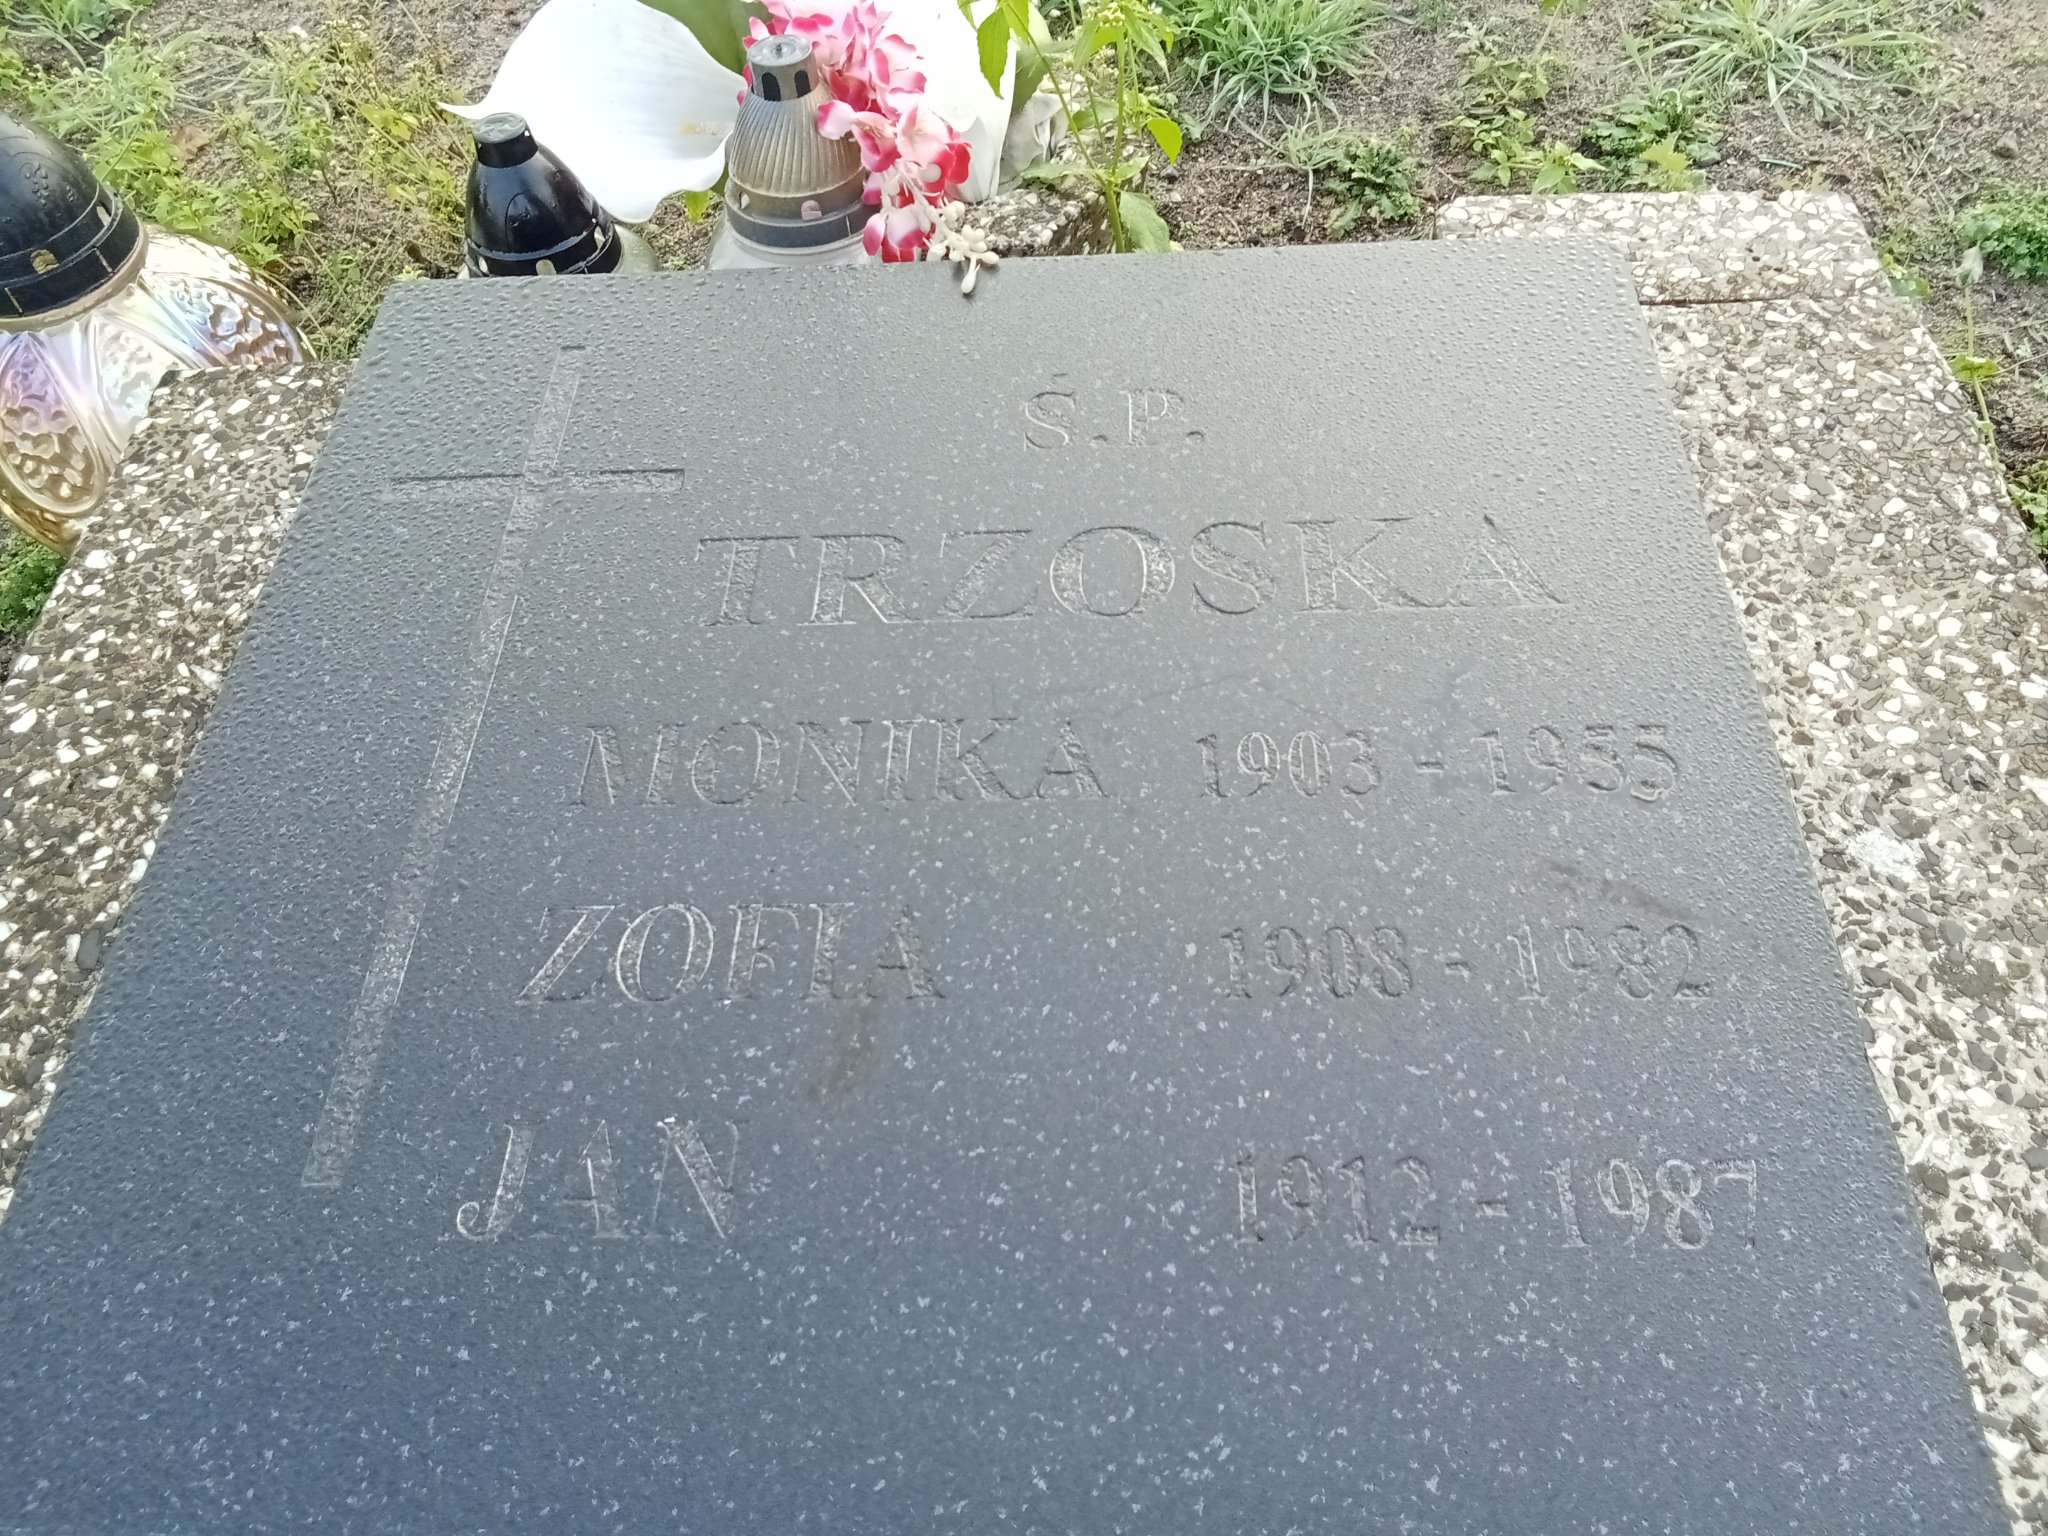 Ś.P.
TRZOSKA
MONIKA 1903 - 1955
ZOFIA 1908 - 1982
JAN 1912 - 1987